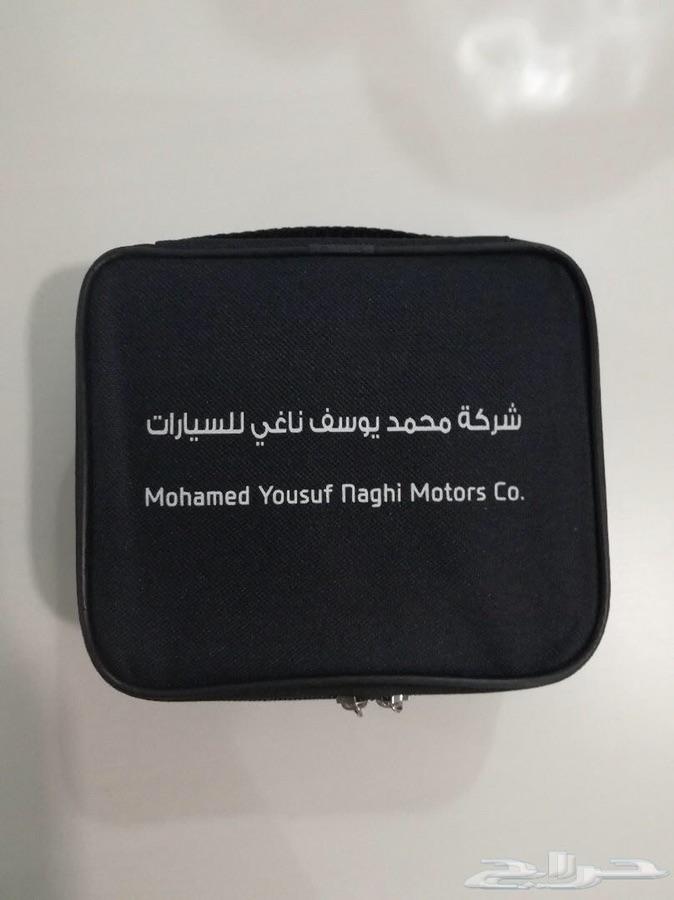 شركة محمد يوسف ناغي للسيارات
Mohamed Yousuf Naghi Motors Co.
حراج